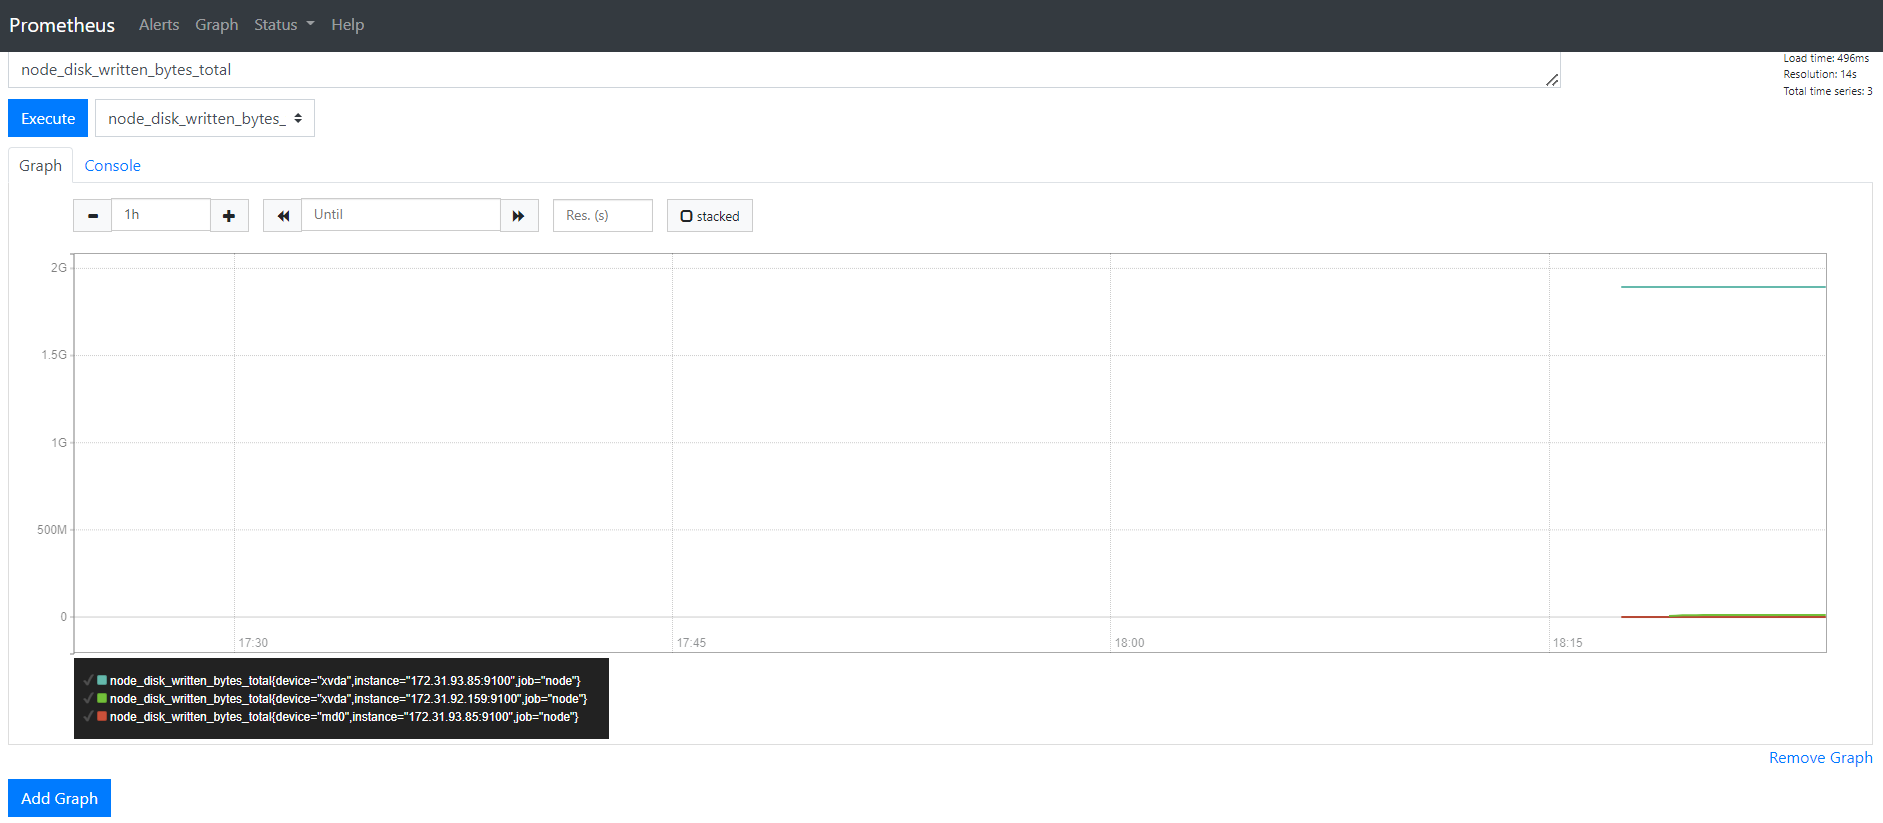 Prometheus Alerts Graph Status Help
node_disk_written_bytes_total
Load time: 496ms
Resolution: 14s
Total time series: 3
Execute node_disk_written_bytes_
Graph Console
1h Until Res. (s) stacked
2G
1.5G
1G
500M
0
17:30 17:45 18:00 18:15
node_disk_written_bytes_total{device="xvda",instance="172.31.93.85:9100",job="node"}
node_disk_written_bytes_total{device="xvda",instance="172.31.92.159:9100",job="node"}
node_disk_written_bytes_total{device="md0",instance="172.31.93.85:9100",job="node"}
Remove Graph
Add Graph